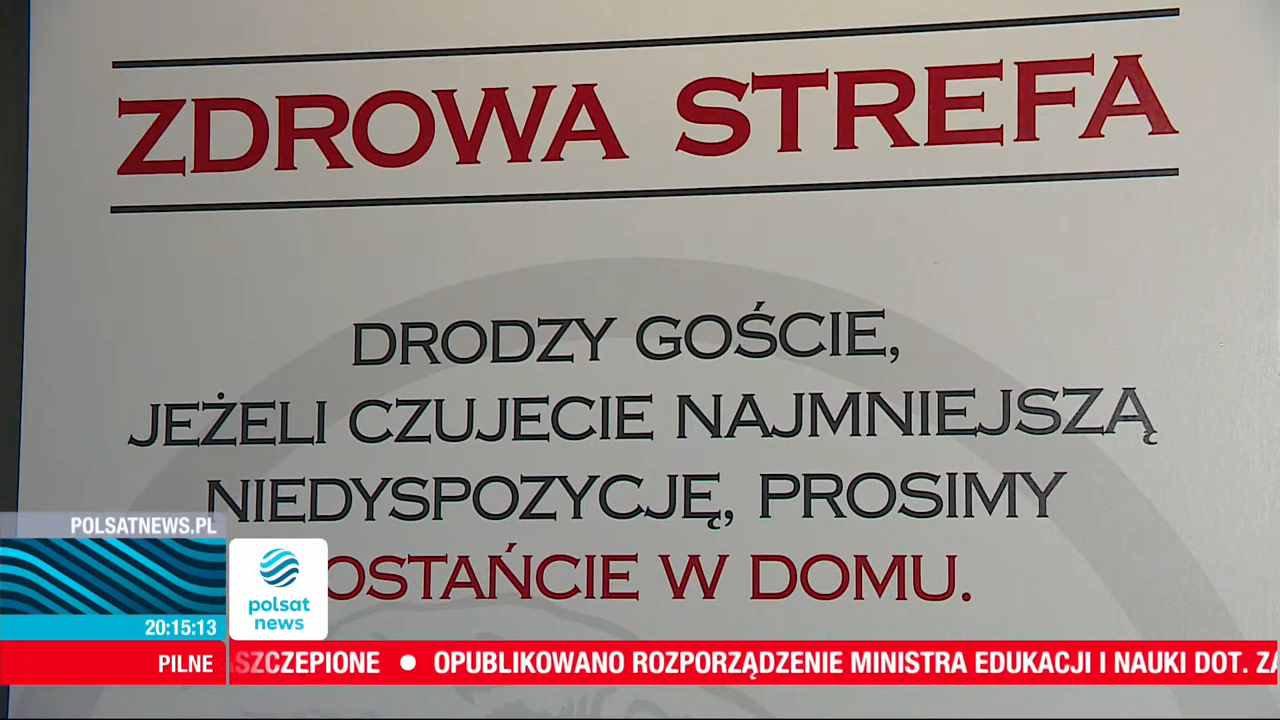 ZDROWA STREFA
DRODZY GOŚCIE,
JEŻELI CZUJECIE NAJMNIEJSZĄ
NIEDYSPOZYCJĘ, PROSIMY
OSTAŃCIE W DOMU.
POLSATNEWS.PL
polsat
news
20:15:13
PILNE
SZCZEPIONE ● OPUBLIKOWANO ROZPORZĄDZENIE MINISTRA EDUKACJI I NAUKI DOT. ZA